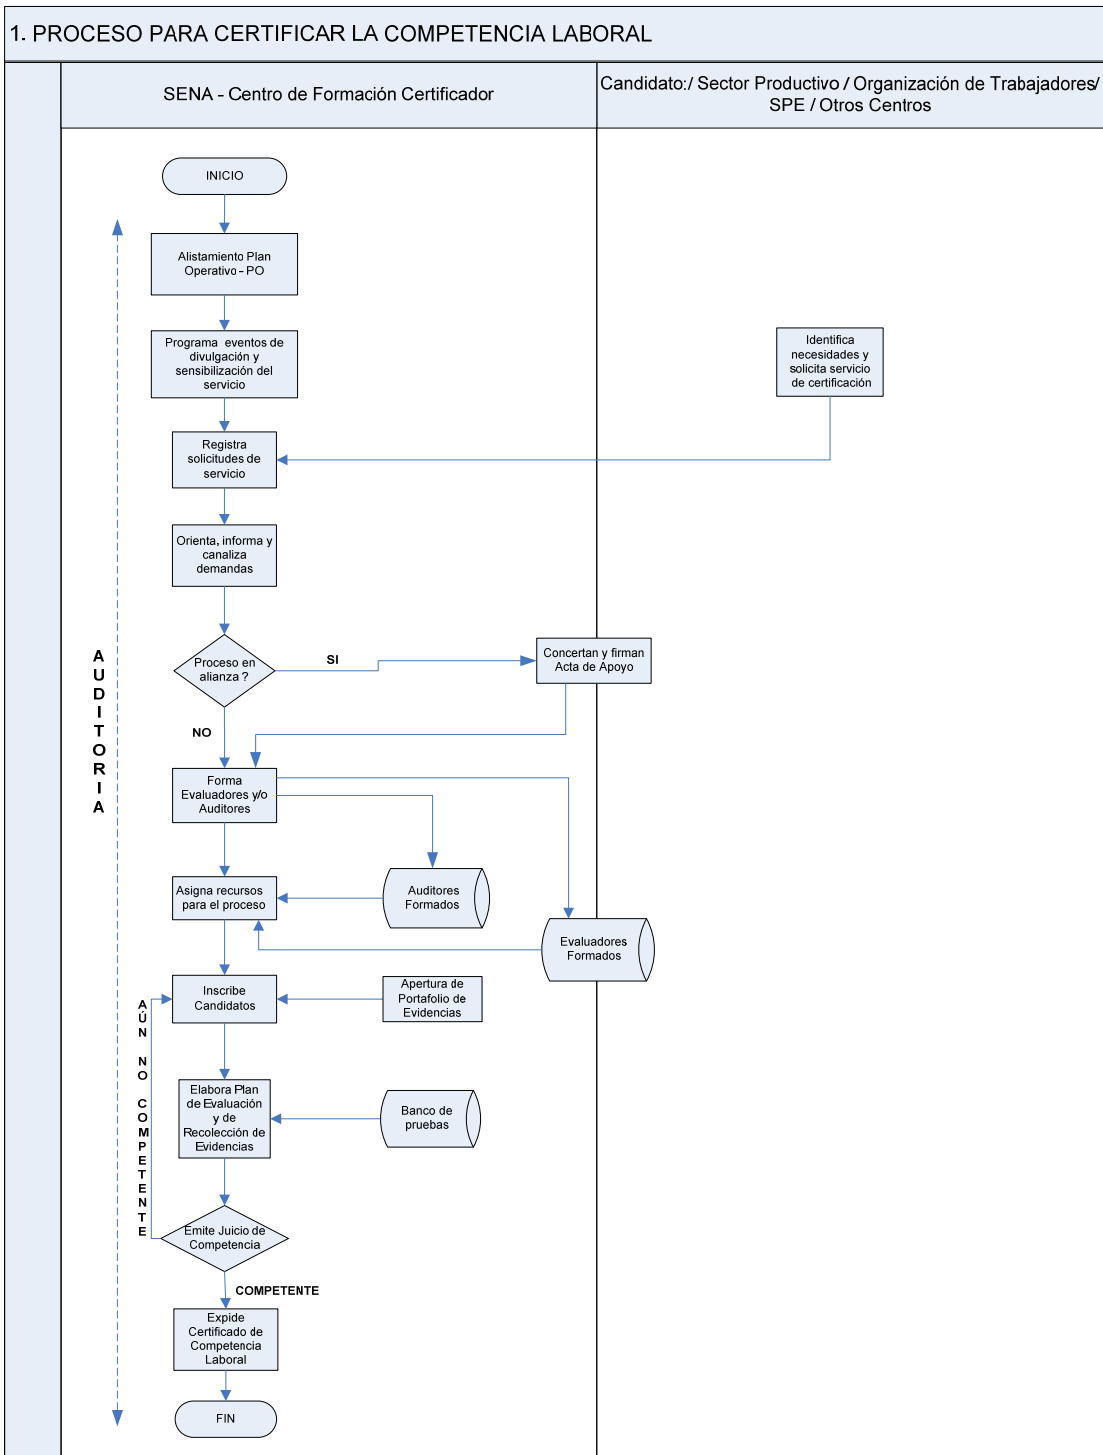 1. PROCESO PARA CERTIFICAR LA COMPETENCIA LABORAL
SENA - Centro de Formación Certificador
Candidato:/ Sector Productivo / Organización de Trabajadores/
SPE / Otros Centros
INICIO
Alistamiento Plan
Operativo - PO
Programa eventos de
divulgación y
sensibilización del
servicio
Identifica
necesidades y
solicita servicio
de certificación
Registra
solicitudes de
servicio
Orienta, informa y
canaliza
demandas
Proceso en
alianza ?
SI
Concertan y firman
Acta de Apoyo
NO
AUDITORIA
Forma
Evaluadores y/o
Auditores
Auditores
Formados
Asigna recursos
para el proceso
Evaluadores
Formados
Inscribe
Candidatos
Apertura de
Portafolio de
Evidencias
AÚN NO COMPETENTE
Elabora Plan
de Evaluación
y de
Recolección de
Evidencias
Banco de
pruebas
Emite Juicio de
Competencia
COMPETENTE
Expide
Certificado de
Competencia
Laboral
FIN